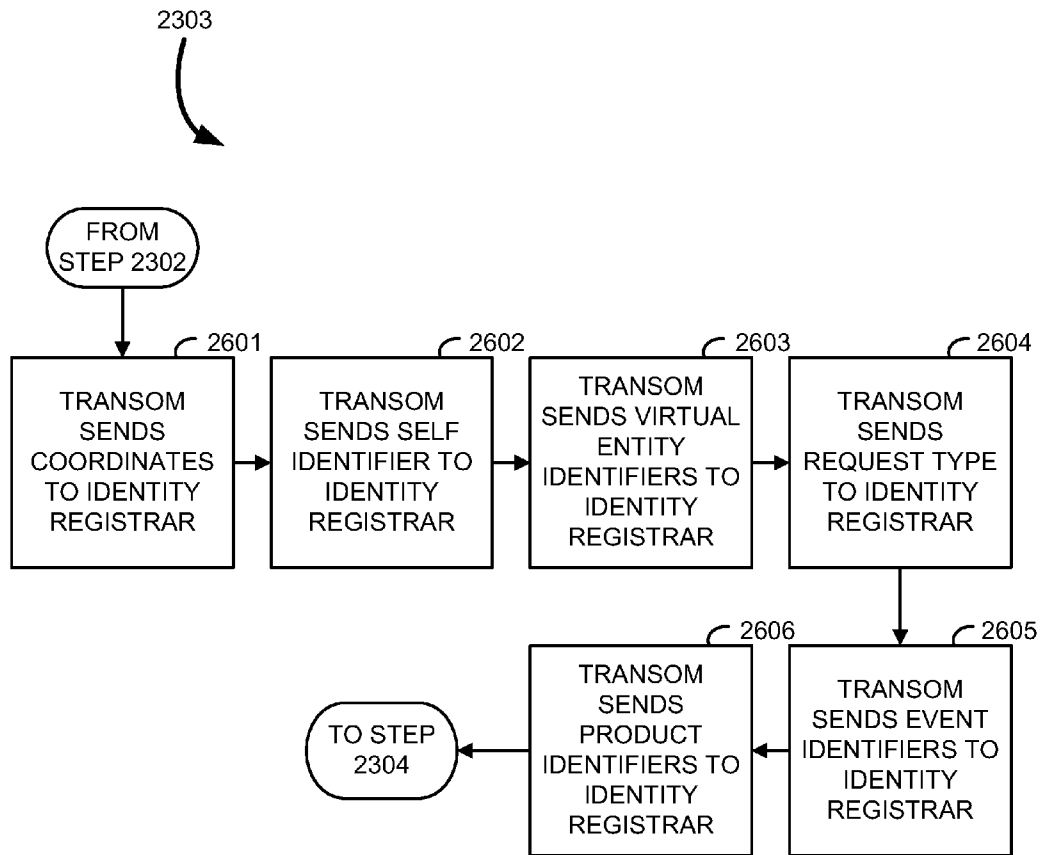 2303
FROM
STEP 2302
2601
TRANSOM
SENDS
COORDINATES
TO IDENTITY
REGISTRAR
2602
TRANSOM
SENDS SELF
IDENTIFIER TO
IDENTITY
REGISTRAR
2603
TRANSOM
SENDS VIRTUAL
ENTITY
IDENTIFIERS TO
IDENTITY
REGISTRAR
2604
TRANSOM
SENDS
REQUEST TYPE
TO IDENTITY
REGISTRAR
2605
TRANSOM
SENDS EVENT
IDENTIFIERS TO
IDENTITY
REGISTRAR
2606
TRANSOM
SENDS
PRODUCT
IDENTIFIERS TO
IDENTITY
REGISTRAR
TO STEP
2304